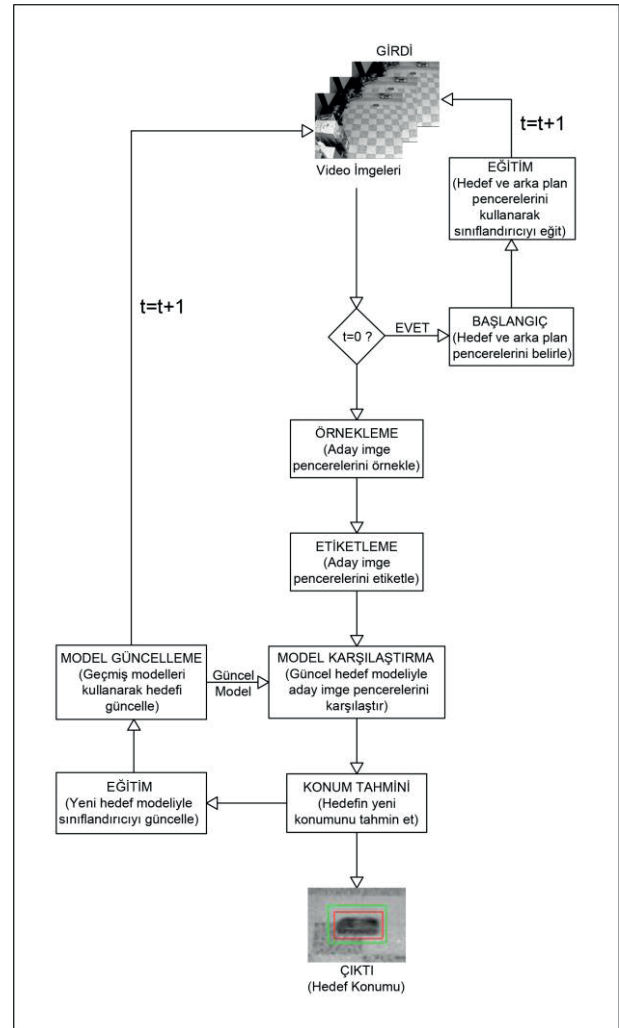 GİRDİ
Video İmgeleri
t=t+1
EĞİTİM
(Hedef ve arka plan
pencerelerini
kullanarak
sınıflandırıcıyı eğit)
t=t+1
t=0 ?
EVET
BAŞLANGIÇ
(Hedef ve arka plan
pencerelerini belirle)
ÖRNEKLEME
(Aday imge
pencerelerini örnekle)
ETİKETLEME
(Aday imge
pencerelerini etiketle)
MODEL GÜNCELLEME
(Geçmiş modelleri
kullanarak hedefi
güncelle)
Güncel
Model
MODEL KARŞILAŞTIRMA
(Güncel hedef modeliyle
aday imge pencerelerini
karşılaştır)
EĞİTİM
(Yeni hedef modeliyle
sınıflandırıcıyı güncelle)
KONUM TAHMİNİ
(Hedefin yeni
konumunu tahmin et)
ÇIKTI
(Hedef Konumu)